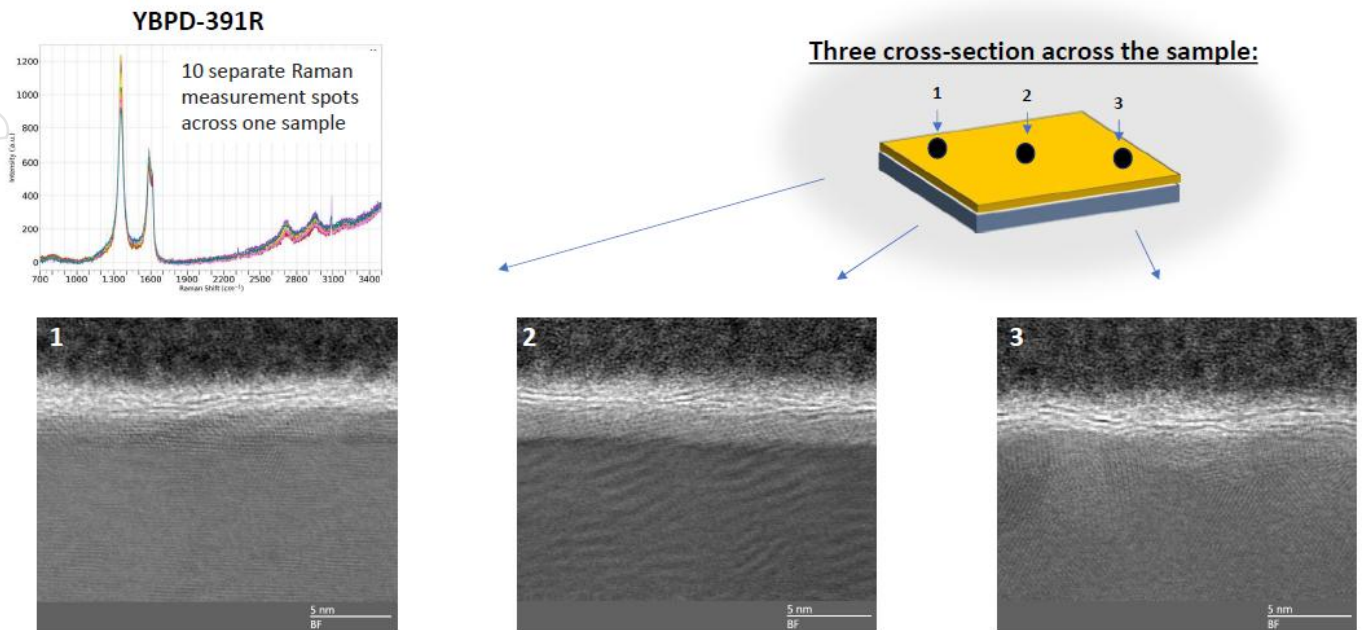 YBPD-391R
10 separate Raman
measurement spots
across one sample
Intensity (a.u.)
1200
1000
800
600
400
200
0
700 1000 1300 1600 1900 2200 2500 2800 3100 3400
Raman Shift (cm⁻¹)
Three cross-section across the sample:
1 2 3
1
5 nm
BF
2
5 nm
BF
3
5 nm
BF